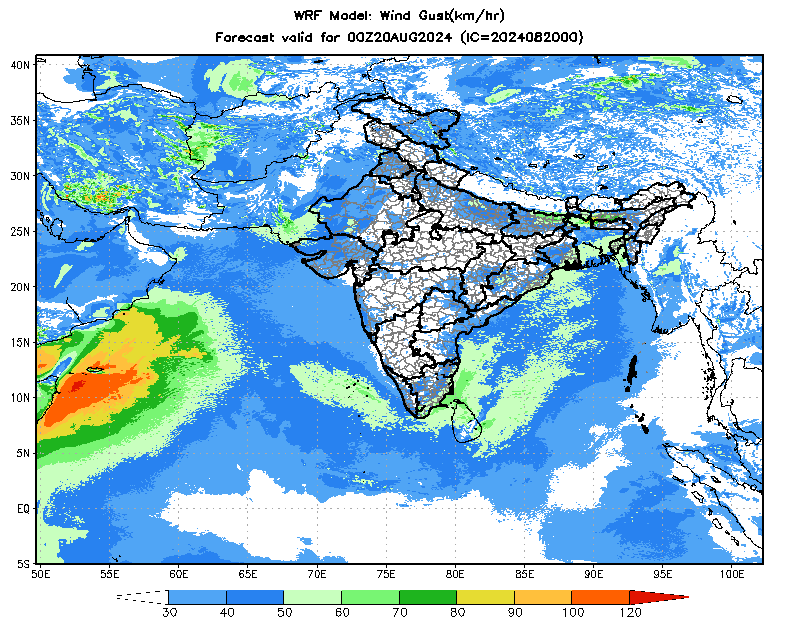 WRF Model: Wind Gust(km/hr)
Forecast valid for 00Z20AUG2024 (IC=2024082000)
40N
35N
30N
25N
20N
15N
10N
5N
EQ
5S
50E 55E 60E 65E 70E 75E 80E 85E 90E 95E 100E
30 40 50 60 70 80 90 100 120